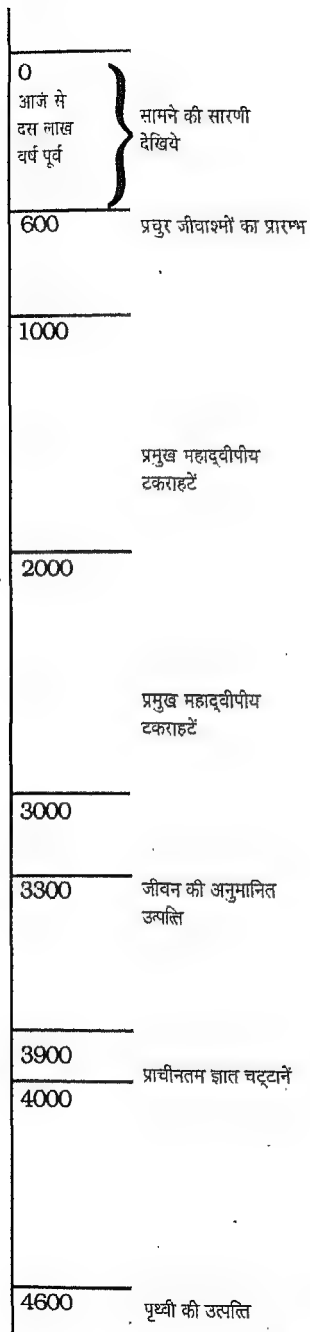 0
आज से
दस लाख
वर्ष पूर्व
सामने की सारणी
देखिये
600
प्रचुर जीवाश्मों का प्रारम्भ
1000
प्रमुख महाद्वीपीय
टकराहटें
2000
प्रमुख महाद्वीपीय
टकराहटें
3000
3300
जीवन की अनुमानित
उत्पत्ति
3900
प्राचीनतम ज्ञात चट्टानें
4000
4600
पृथ्वी की उत्पत्ति